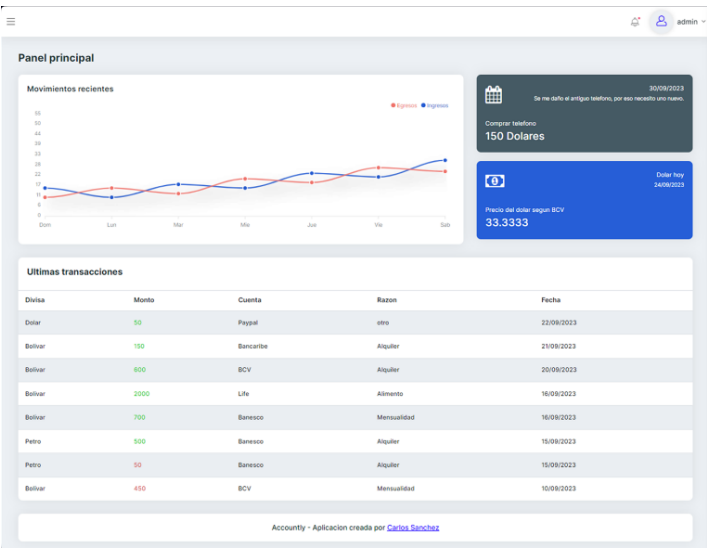 admin
Panel principal
Movimientos recientes
Egresos Ingresos
55
50
44
39
33
28
22
17
11
6
0
Dom Lun Mar Mie Jue Vie Sab
30/09/2023
Se me daño el antiguo telefono, por eso necesito uno nuevo.
Comprar telefono
150 Dolares
Dolar hoy
24/09/2023
Precio del dolar segun BCV
33.3333
Ultimas transacciones
Divisa Monto Cuenta Razon Fecha
Dolar 50 Paypal otro 22/09/2023
Bolivar 150 Bancaribe Alquiler 21/09/2023
Bolivar 600 BCV Alquiler 20/09/2023
Bolivar 2000 Life Alimento 16/09/2023
Bolivar 700 Banesco Mensualidad 16/09/2023
Petro 500 Banesco Alquiler 15/09/2023
Petro 50 Banesco Alquiler 15/09/2023
Bolivar 450 BCV Mensualidad 10/09/2023
Accountly - Aplicacion creada por Carlos Sanchez